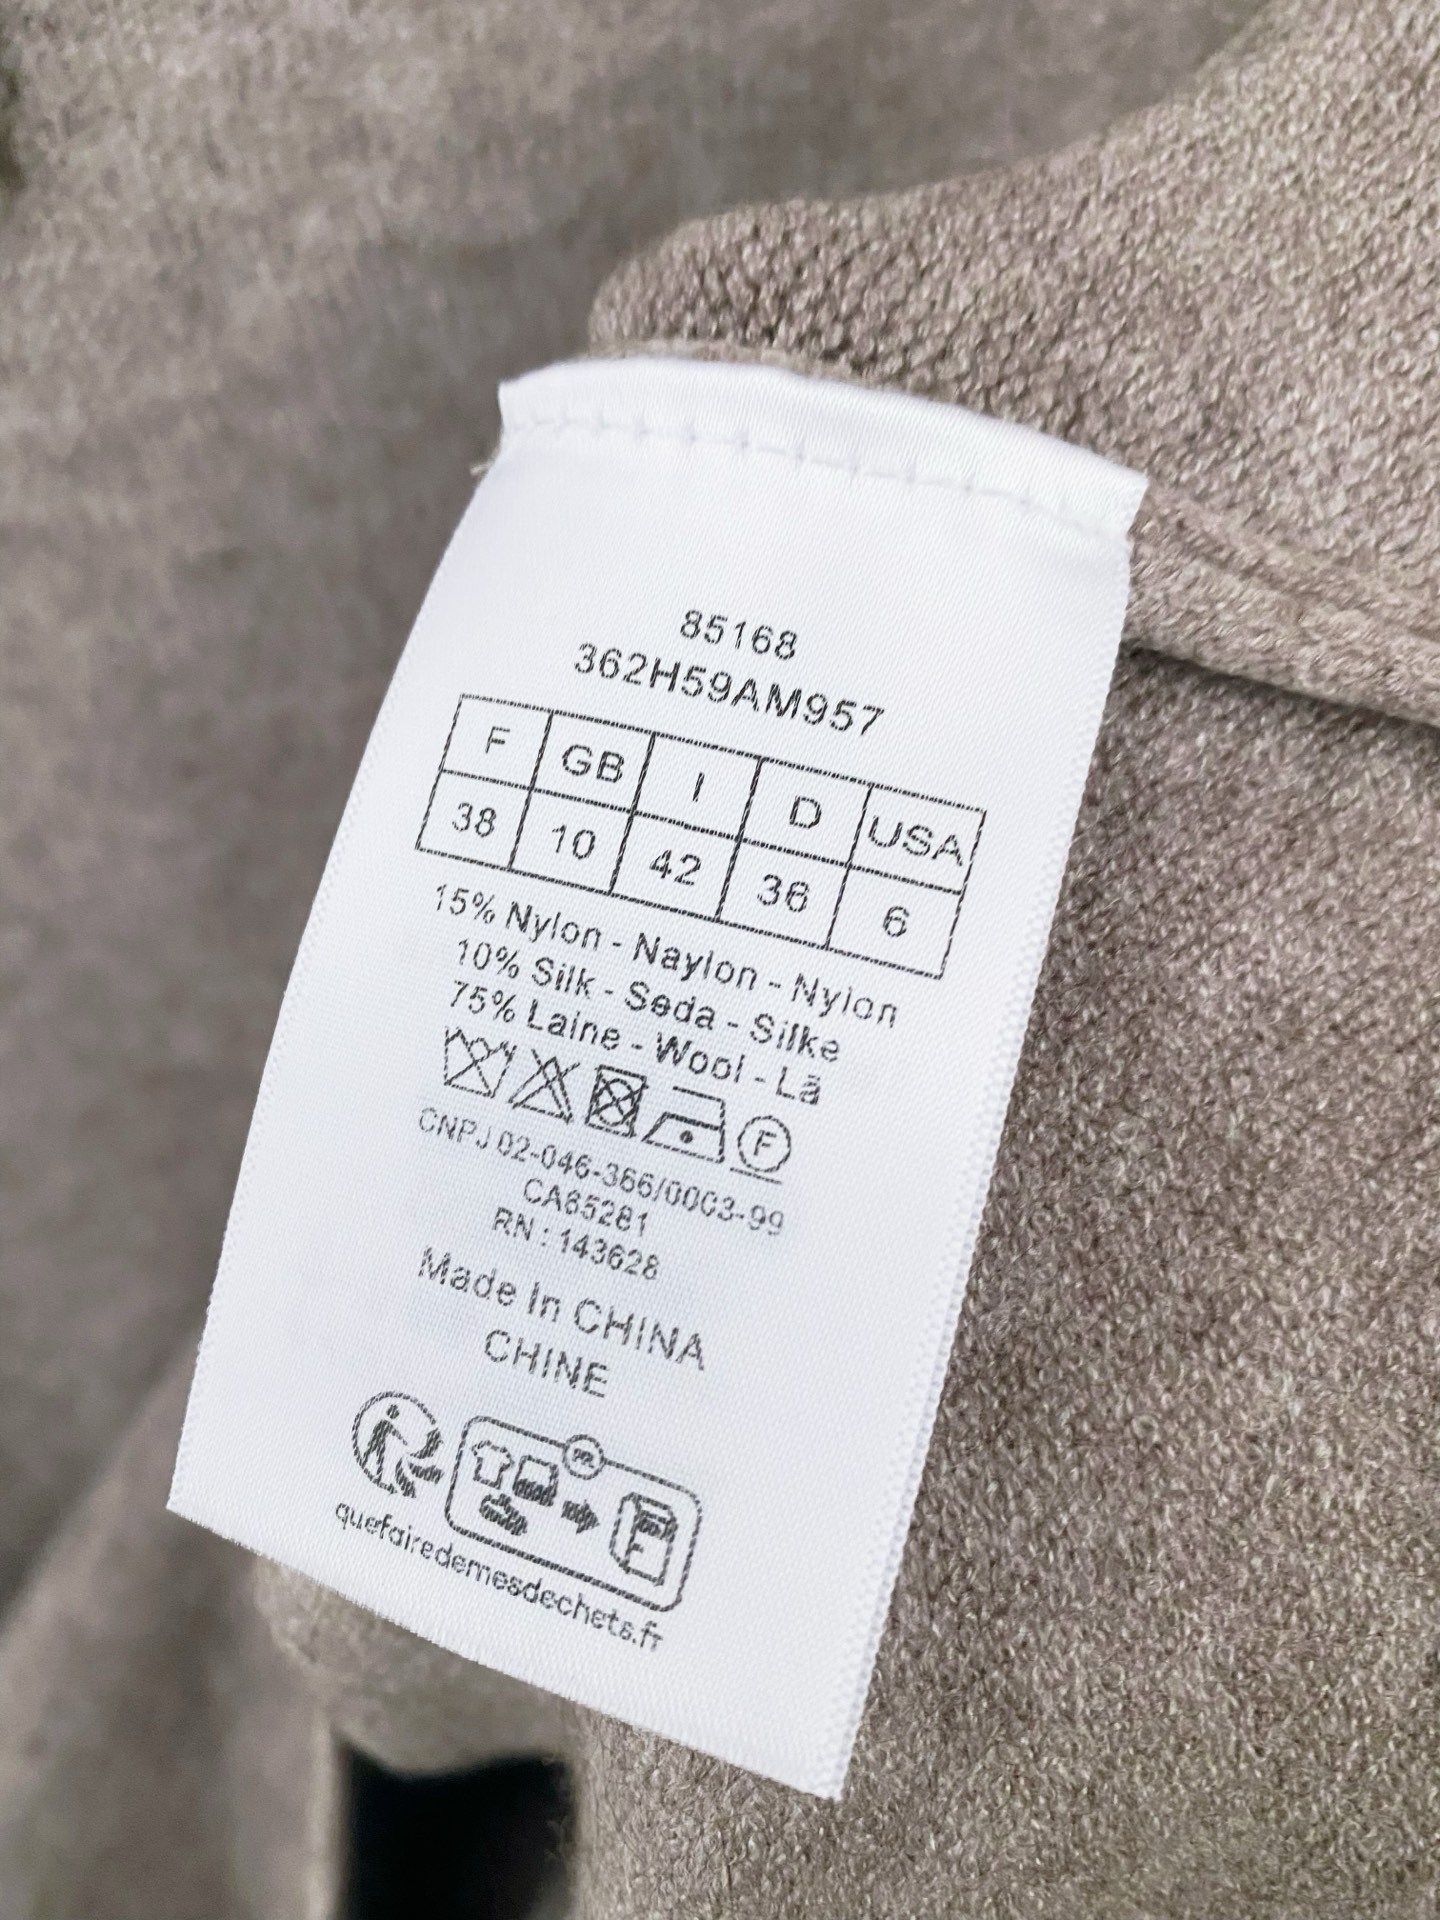 85168
362H59AM957
F GB I D USA
38 10 42 36 6
15% Nylon - Naylon - Nylon
10% Silk - Seda - Silke
75% Laine - Wool - Lã
F
CNPJ 02-046-366/0003-99
CA85281
RN : 143628
Made In CHINA
CHINE
FR
quefairedemesdechets.fr